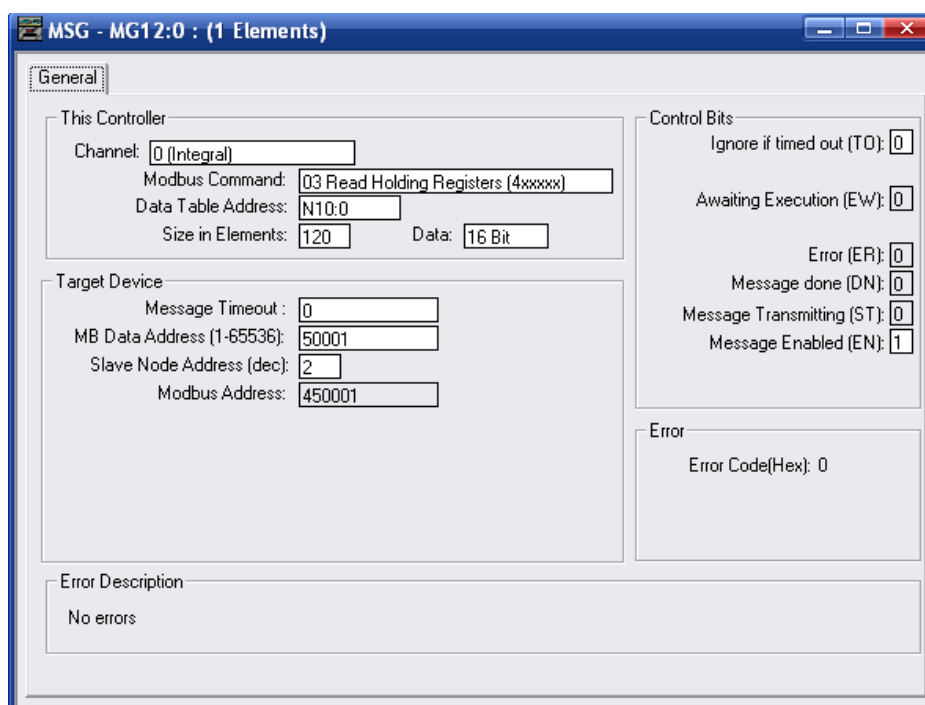 MSG - MG12:0 : (1 Elements)
General
This Controller
Channel: 0 (Integral)
Modbus Command: 03 Read Holding Registers (4xxxxx)
Data Table Address: N10:0
Size in Elements: 120 Data: 16 Bit
Target Device
Message Timeout : 0
MB Data Address (1-65536): 50001
Slave Node Address (dec): 2
Modbus Address: 450001
Control Bits
Ignore if timed out (TO): 0
Awaiting Execution (EW): 0
Error (ER): 0
Message done (DN): 0
Message Transmitting (ST): 0
Message Enabled (EN): 1
Error
Error Code(Hex): 0
Error Description
No errors